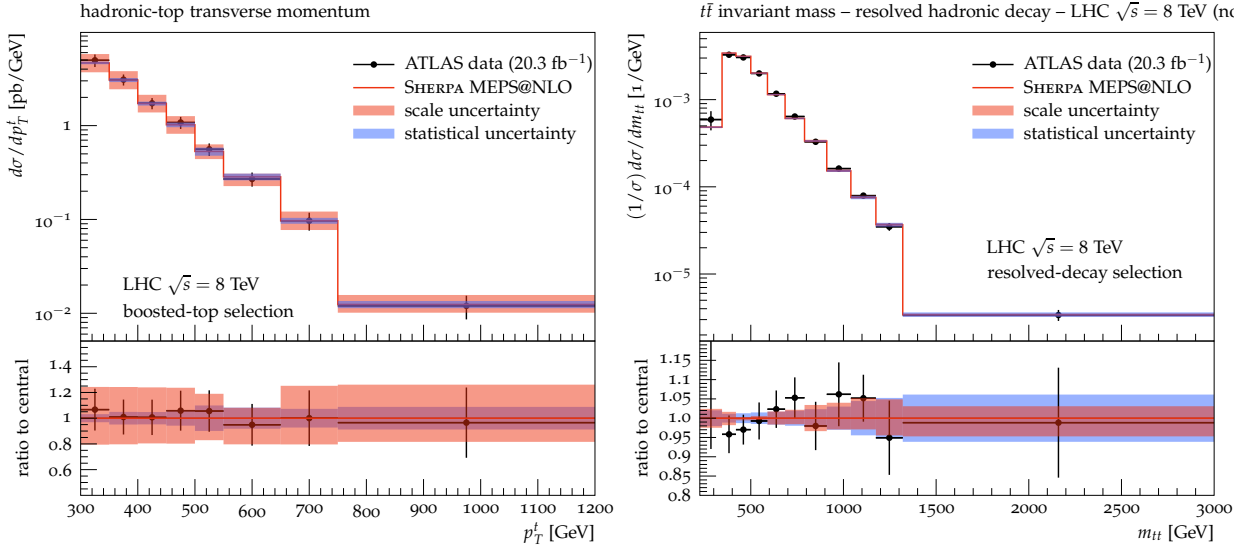 hadronic-top transverse momentum
dσ/dp_T^t [pb/GeV]
1
10⁻¹
10⁻²
ATLAS data (20.3 fb⁻¹)
SHERPA MEPS@NLO
scale uncertainty
statistical uncertainty
LHC √s = 8 TeV
boosted-top selection
ratio to central
1.4
1.2
1
0.8
0.6
0.4
300 400 500 600 700 800 900 1000 1100 1200
p_T^t [GeV]
tt̄ invariant mass – resolved hadronic decay – LHC √s = 8 TeV (no
(1/σ) dσ/dm_tt [1/GeV]
10⁻³
10⁻⁴
10⁻⁵
ATLAS data (20.3 fb⁻¹)
SHERPA MEPS@NLO
scale uncertainty
statistical uncertainty
LHC √s = 8 TeV
resolved-decay selection
ratio to central
1.15
1.1
1.05
1.0
0.95
0.9
0.85
0.8
500 1000 1500 2000 2500 3000
m_tt [GeV]